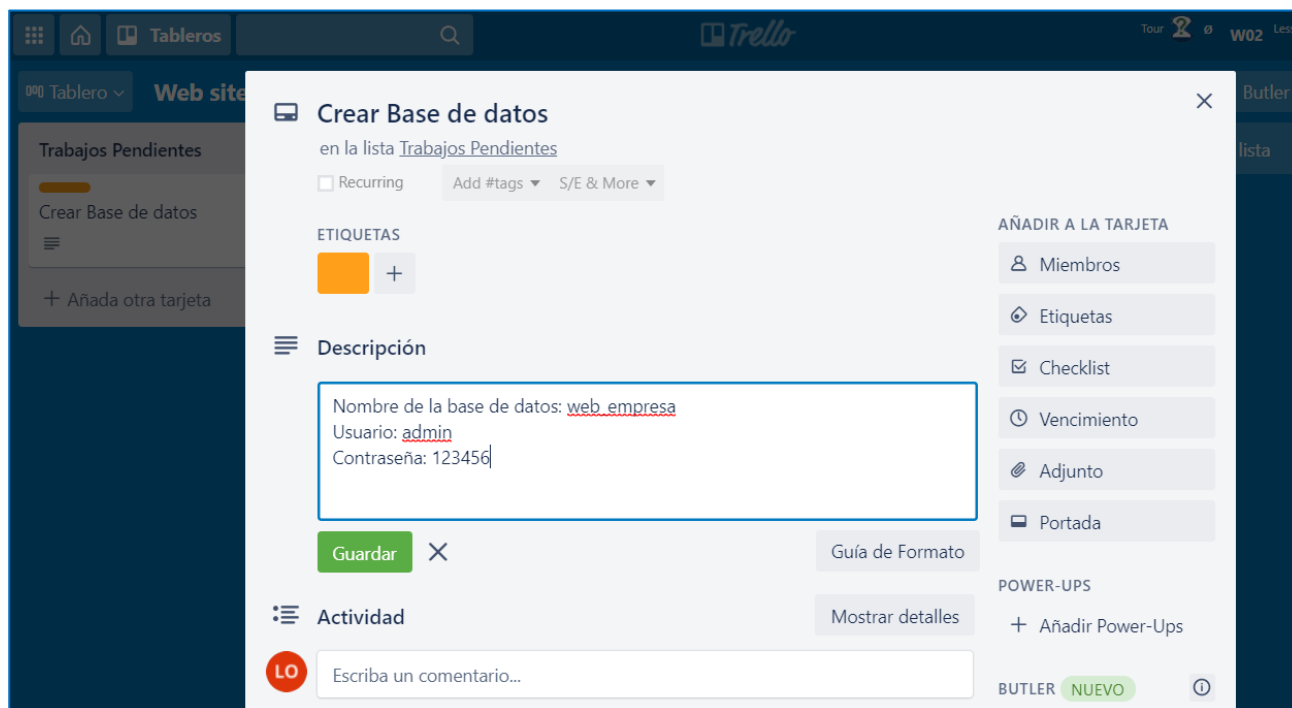 Tableros
Trello
Tour Ø W02 Les
Tablero Web site
Butler
Trabajos Pendientes
Crear Base de datos
Añada otra tarjeta
lista
Crear Base de datos
en la lista Trabajos Pendientes
Recurring Add #tags S/E & More
ETIQUETAS
Descripción
Nombre de la base de datos: web_empresa
Usuario: admin
Contraseña: 123456
Guardar
Guía de Formato
Actividad
Mostrar detalles
LO
Escriba un comentario...
AÑADIR A LA TARJETA
Miembros
Etiquetas
Checklist
Vencimiento
Adjunto
Portada
POWER-UPS
Añadir Power-Ups
BUTLER NUEVO